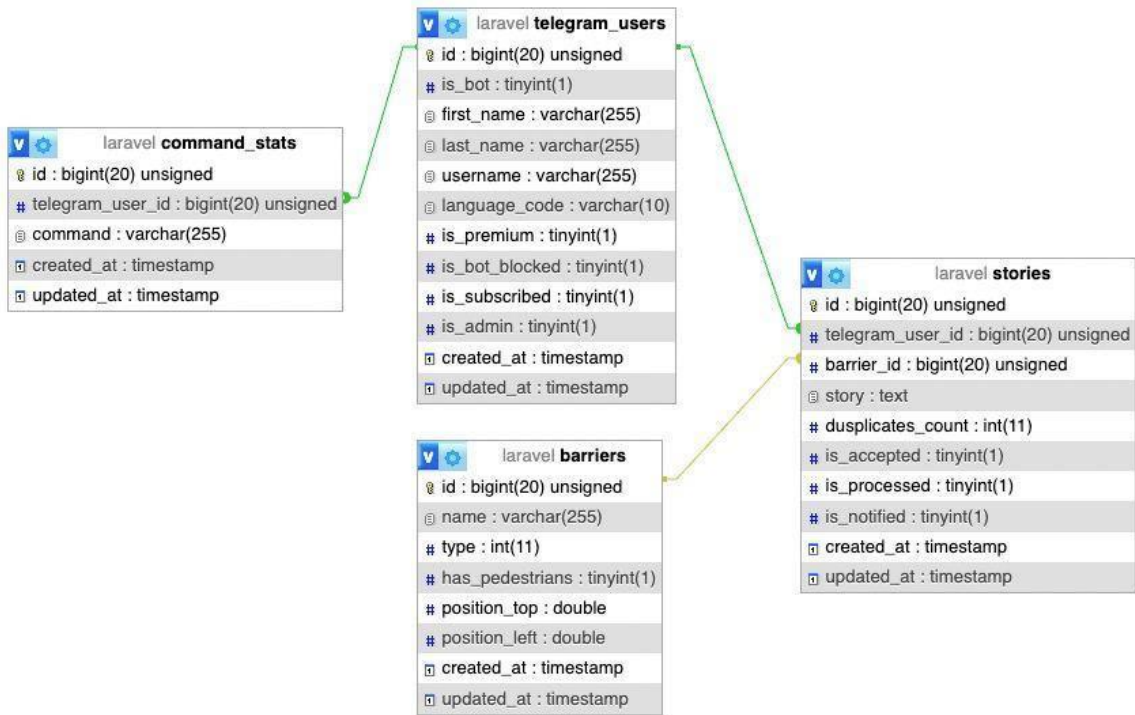 laravel telegram_users
id : bigint(20) unsigned
is_bot : tinyint(1)
first_name : varchar(255)
last_name : varchar(255)
username : varchar(255)
language_code : varchar(10)
is_premium : tinyint(1)
is_bot_blocked : tinyint(1)
is_subscribed : tinyint(1)
is_admin : tinyint(1)
created_at : timestamp
updated_at : timestamp
laravel command_stats
id : bigint(20) unsigned
telegram_user_id : bigint(20) unsigned
command : varchar(255)
created_at : timestamp
updated_at : timestamp
laravel stories
id : bigint(20) unsigned
telegram_user_id : bigint(20) unsigned
barrier_id : bigint(20) unsigned
story : text
dusplicates_count : int(11)
is_accepted : tinyint(1)
is_processed : tinyint(1)
is_notified : tinyint(1)
created_at : timestamp
updated_at : timestamp
laravel barriers
id : bigint(20) unsigned
name : varchar(255)
type : int(11)
has_pedestrians : tinyint(1)
position_top : double
position_left : double
created_at : timestamp
updated_at : timestamp